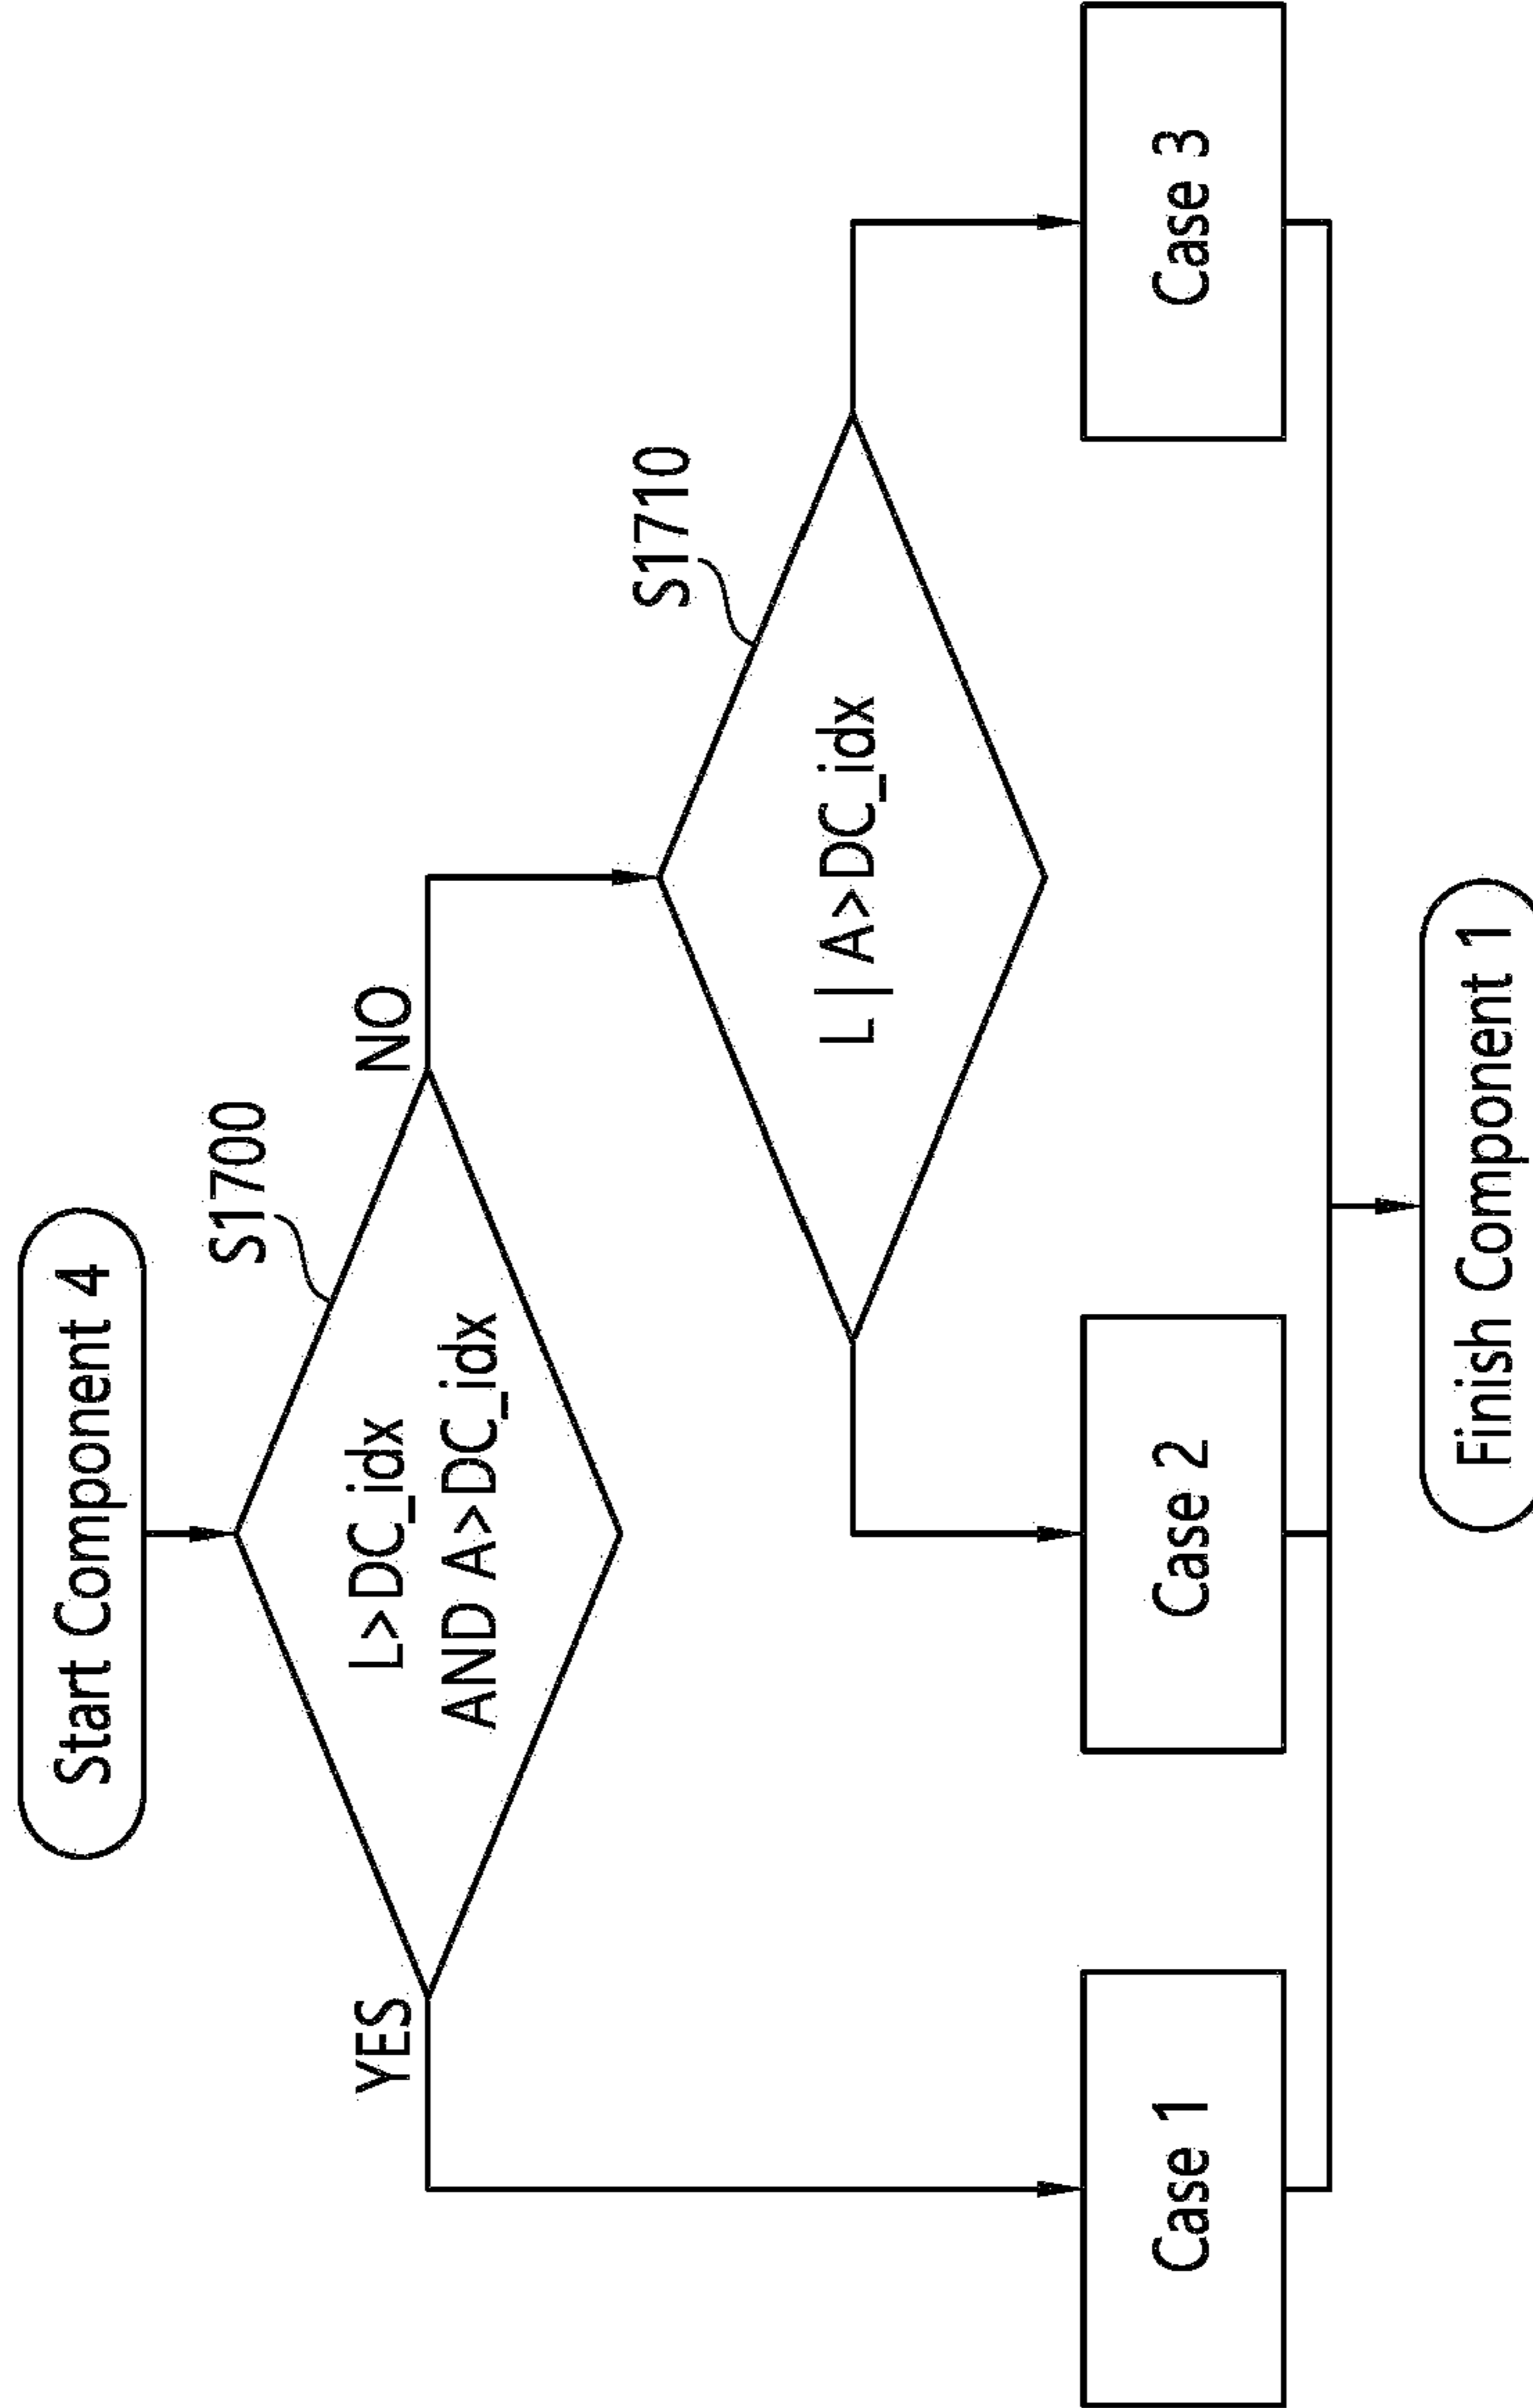 Start Component 4
S1700
L>DC_idx
AND A>DC_idx
YES
NO
S1710
L | A>DC_idx
Case 1
Case 2
Case 3
Finish Component 1